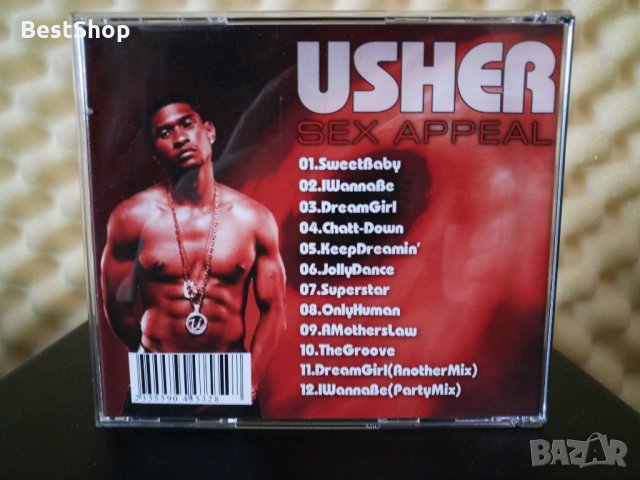 BestShop
USHER
SEX APPEAL
01.SweetBaby
02.IWannaBe
03.DreamGirl
04.Chatt-Down
05.KeepDreamin'
06.JollyDance
07.Superstar
08.OnlyHuman
09.AMothersLaw
10.TheGroove
11.DreamGirl(AnotherMix)
12.IWannaBe(PartyMix)
U
BAZAR